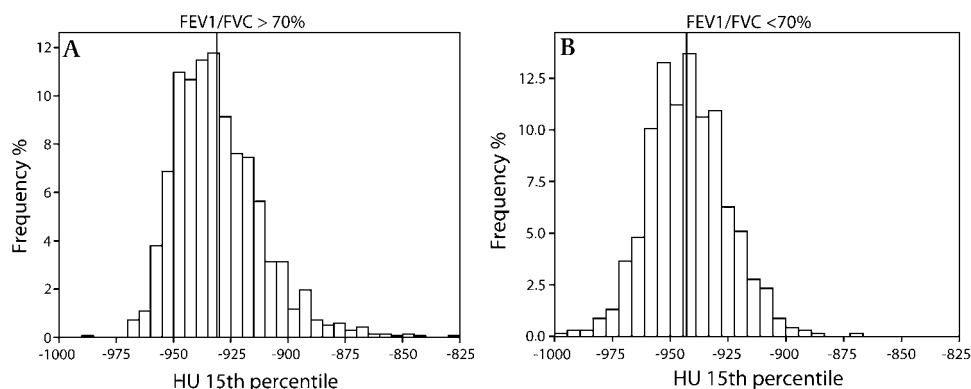 FEV1/FVC > 70%
A
12
10
8
6
4
2
0
Frequency %
-1000 -975 -950 -925 -900 -875 -850 -825
HU 15th percentile
FEV1/FVC <70%
B
12.5
10.0
7.5
5.0
2.5
0.0
Frequency %
-1000 -975 -950 -925 -900 -875 -850 -825
HU 15th percentile